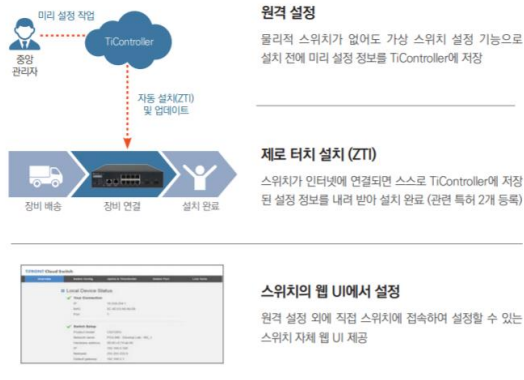 미리 설정 작업
TiController
중앙
관리자
자동 설치(ZTI)
및 업데이트
장비 배송
장비 연결
설치 완료
원격 설정
물리적 스위치가 없어도 가상 스위치 설정 기능으로
설치 전에 미리 설정 정보를 TiController에 저장
제로 터치 설치 (ZTI)
스위치가 인터넷에 연결되면 스스로 TiController에 저장
된 설정 정보를 내려 받아 설치 완료 (관련 특허 2개 등록)
Cloud Switch
Local Device Status
Your Connection
Switch Setup
스위치의 웹 UI에서 설정
원격 설정 외에 직접 스위치에 접속하여 설정할 수 있는
스위치 자체 웹 UI 제공